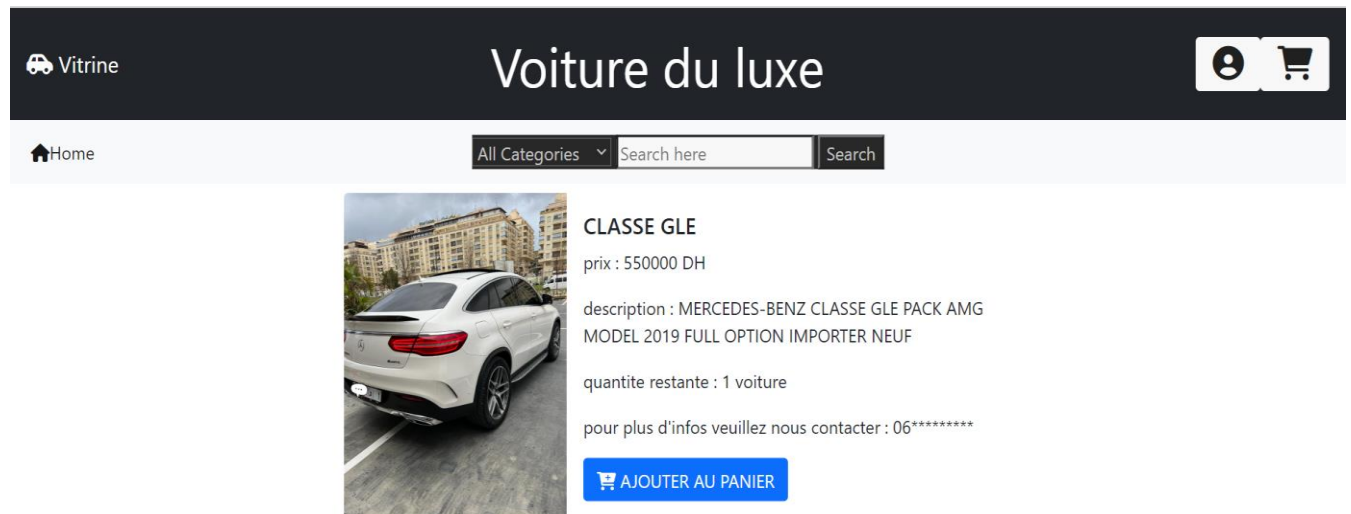 Vitrine
Voiture du luxe
Home
All Categories
Search here
Search
CLASSE GLE
prix : 550000 DH
description : MERCEDES-BENZ CLASSE GLE PACK AMG
MODEL 2019 FULL OPTION IMPORTER NEUF
quantite restante : 1 voiture
pour plus d'infos veuillez nous contacter : 06*********
AJOUTER AU PANIER